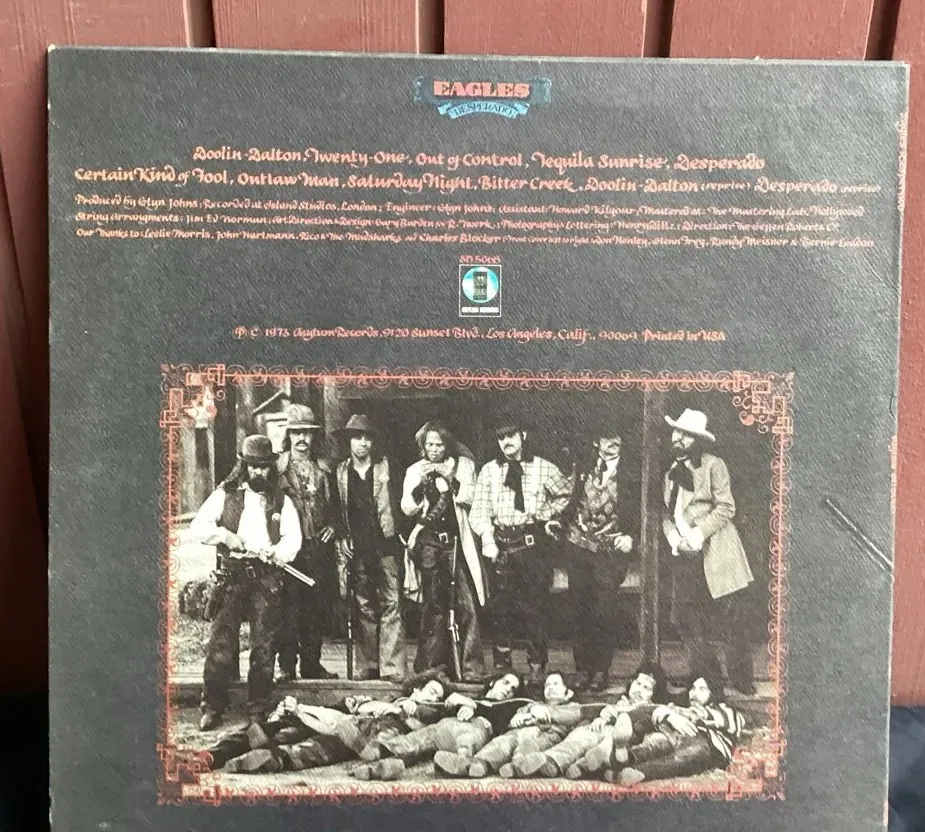 EAGLES
DESPERADO
Doolin-Dalton, Twenty-One, Out of Control, Tequila Sunrise, Desperado
Certain Kind of Fool, Outlaw Man, Saturday Night, Bitter Creek, Doolin-Dalton (reprise) Desperado (reprise)
Produced by Glyn Johns; Recorded at Island Studios, London; Engineer: Glyn Johns; Assistant: Howard Kilgour; Mastered at: The Mastering Lab, Hollywood
String Arrangments: Jim Ed Norman; Art Direction & Design: Gary Burden for R. Twerk; Photography & Lettering: Henry Diltz; Direction: The Geffen Roberts Co.
Our Thanks to: Leslie Morris, John Hartmann, Rico & The Mudsharks and Charles Blocker (Front cover left to right) Don Henley, Glenn Frey, Randy Meisner & Bernie Leadon
SD 5068
ASYLUM RECORDS
℗ © 1973 Asylum Records, 9120 Sunset Blvd., Los Angeles, Calif., 90069 Printed in USA